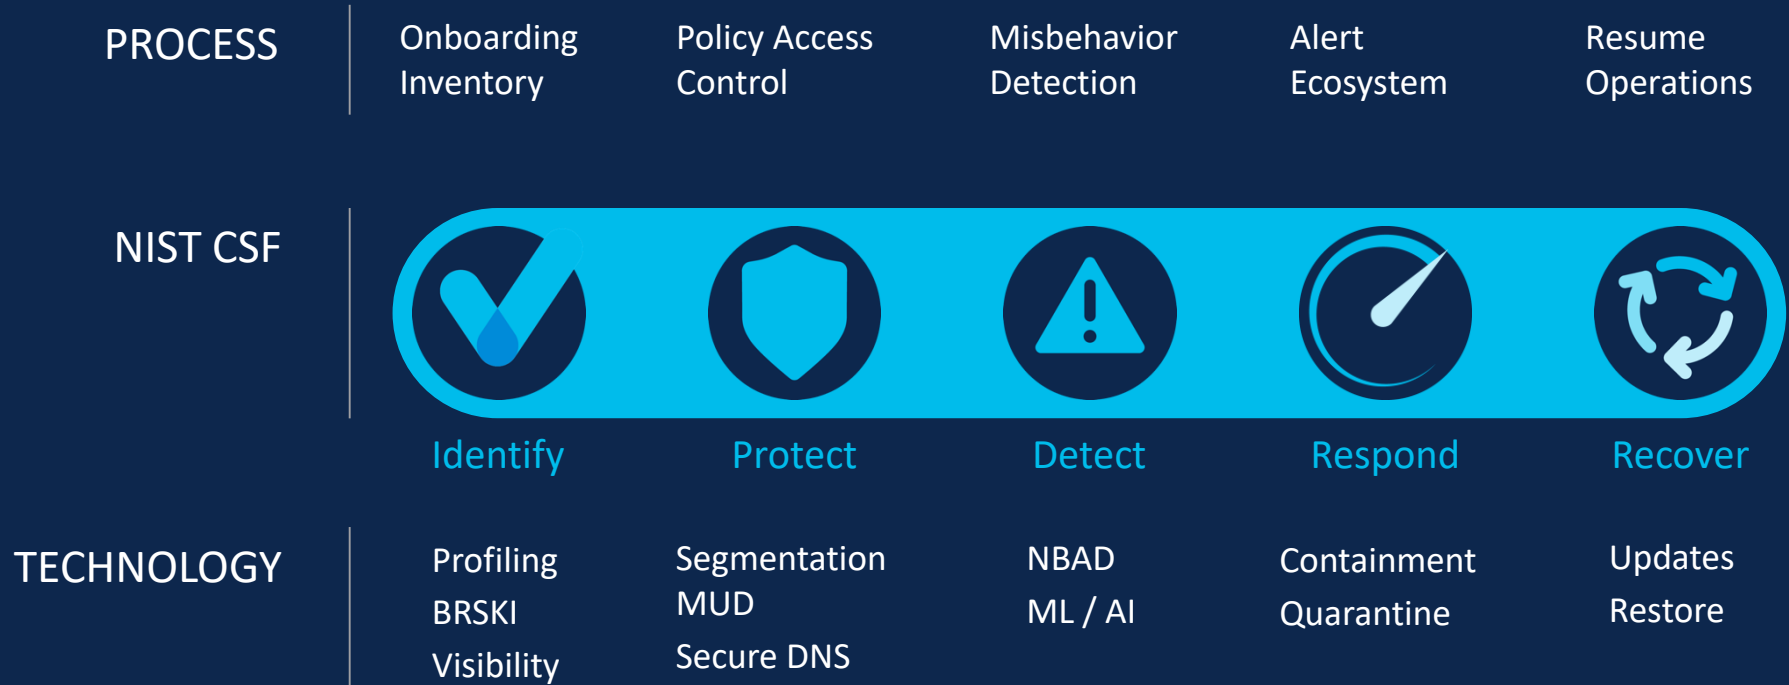 PROCESS
Onboarding
Inventory
Policy Access
Control
Misbehavior
Detection
Alert
Ecosystem
Resume
Operations
NIST CSF
Identify
Protect
Detect
Respond
Recover
TECHNOLOGY
Profiling
BRSKI
Visibility
Segmentation
MUD
Secure DNS
NBAD
ML / AI
Containment
Quarantine
Updates
Restore